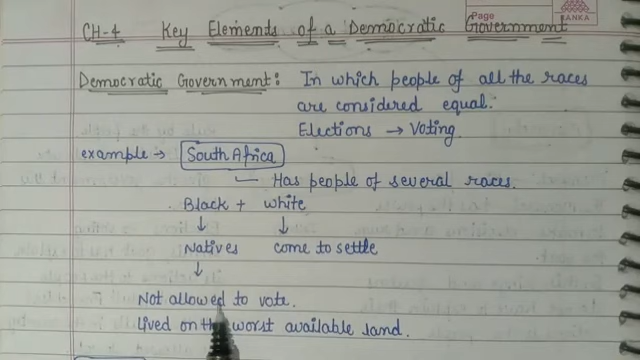 Page
LANKA
CH-4 Key Elements of a Democratic Government
Democratic Government: In which people of all the races
are considered equal.
Elections → Voting.
example → South Africa
Has people of several races.
Black + white
↓ ↓
Natives come to settle
↓
Not allowed to vote.
Lived on the worst available land.